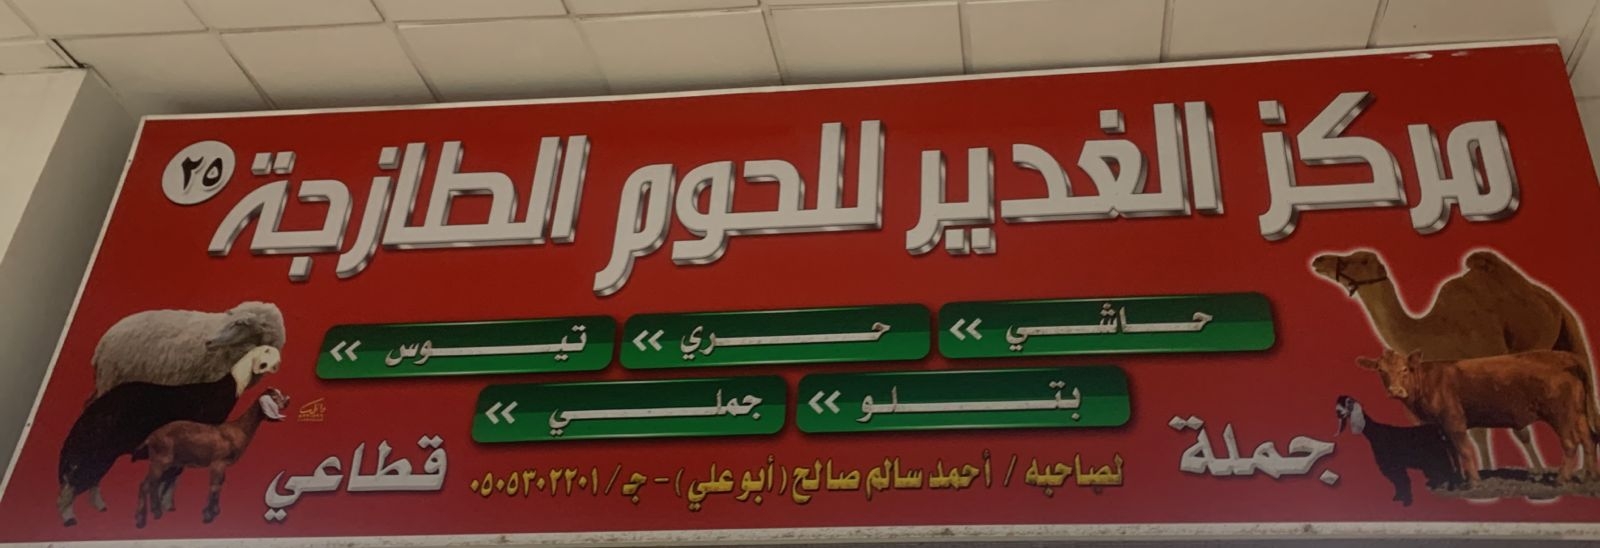 مركز الغدير للحوم الطازجة ٢٥
حاشي >> حري >> تيوس >>
بتلو >> جملي >>
جملة قطاعي
لصاحبه / أحمد سالم صالح (أبو علي) - جـ / ٠٥٠٥٣٠٢٢٠١